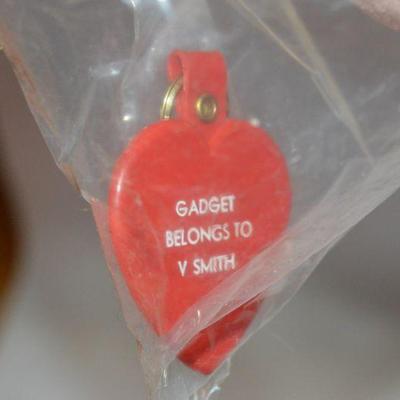 GADGET
BELONGS TO
V SMITH